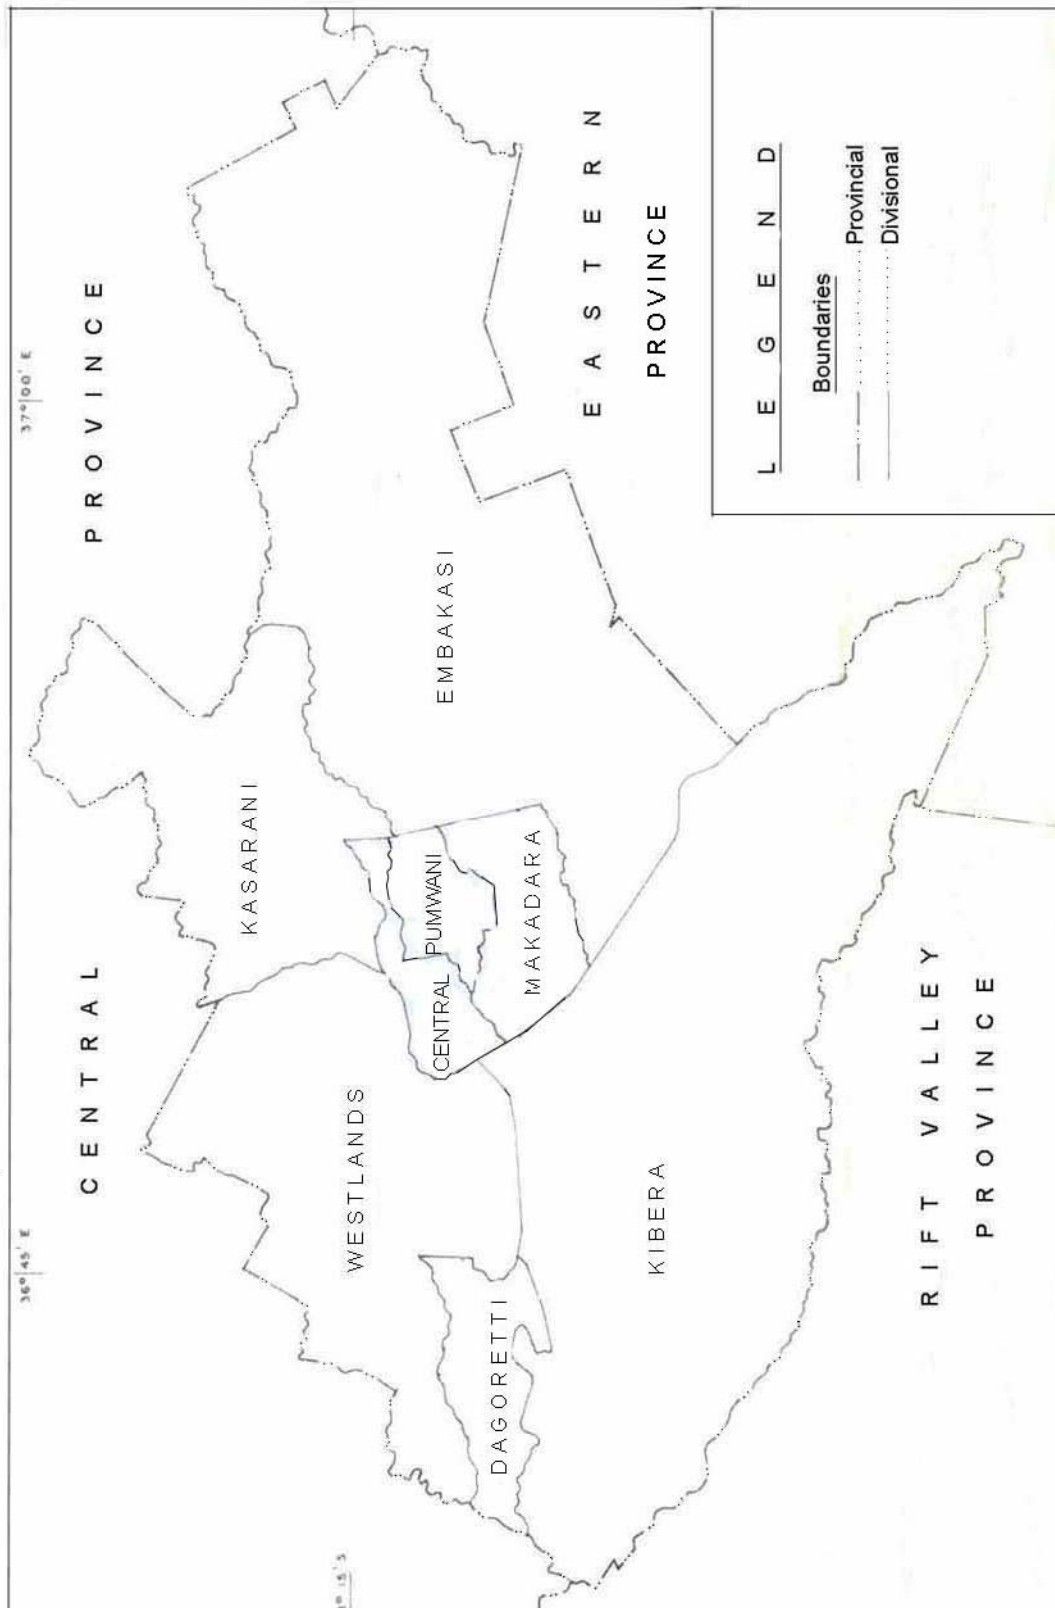 36°45' E
37°00' E
CENTRAL PROVINCE
KASARANI
WESTLANDS
CENTRAL
PUMWANI
EMBAKASI
DAGORETTI
MAKADARA
KIBERA
EASTERN
PROVINCE
RIFT VALLEY
PROVINCE
LEGEND
Boundaries
Provincial
Divisional